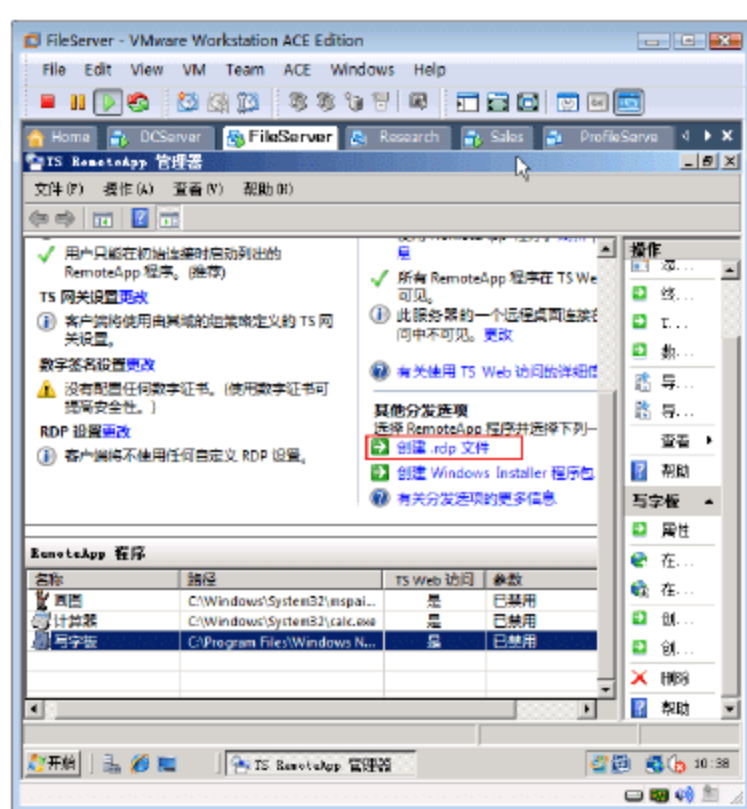 FileServer - VMware Workstation ACE Edition
File Edit View VM Team ACE Windows Help
Home DCServer FileServer Research Sales ProfileServe
TS RemoteApp 管理器
文件(F) 操作(A) 查看(V) 帮助(H)
用户只能在初始连接时启动列出的
RemoteApp 程序。(推荐)
TS 网关设置更改
客户端将使用由其域的组策略定义的 TS 网
关设置。
数字签名设置更改
没有配置任何数字证书。(使用数字证书可
提高安全性。)
RDP 设置更改
客户端将不使用任何自定义 RDP 设置。
所有 RemoteApp 程序在 TS We
可见。
此服务器的一个远程桌面连接在
问中不可见。更改
有关使用 TS Web 访问的详细信
其他分发选项
选择 RemoteApp 程序并选择下列一
创建 .rdp 文件
创建 Windows Installer 程序包
有关分发选项的更多信息
操作
添...
终...
T...
数...
导...
导...
查看
帮助
写字板
属性
在...
在...
创...
创...
删除
帮助
RemoteApp 程序
名称 路径 TS Web 访问 参数
画图 C:\Windows\System32\mspai... 是 已禁用
计算器 C:\Windows\System32\calc.exe 是 已禁用
写字板 C:\Program Files\Windows N... 是 已禁用
开始 TS RemoteApp 管理器 10:38